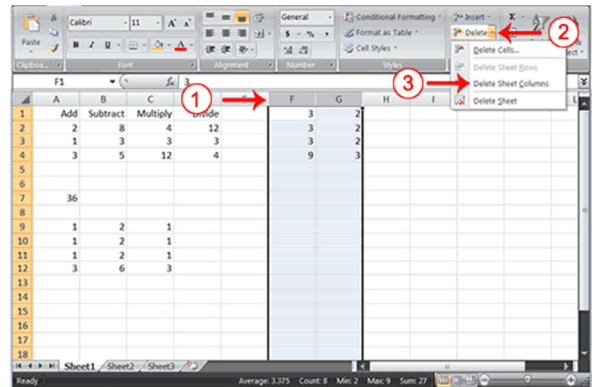 Calibri 11 A A General Conditional Formatting Insert Σ
Paste B I U A $ % , Format as Table Delete 2
Cell Styles Delete Cells...
Clipboa... Font Alignment Number Styles Delete Sheet Rows
F1 fx 3 3 Delete Sheet Columns
1 Delete Sheet
A B C F G H I L
1 Add Subtract Multiply 3 2
2 2 8 4 12 3 2
3 1 3 3 3 3 2
4 3 5 12 4 9 3
5
6
7 36
8
9 1 2 1
10 1 2 1
11 1 2 1
12 3 6 3
13
14
15
16
17
18
Sheet1 Sheet2 Sheet3
Ready Average: 3.375 Count: 8 Min: 2 Max: 9 Sum: 27